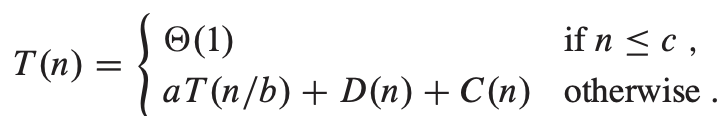 T(n) = { Θ(1) if n ≤ c ,
aT(n/b) + D(n) + C(n) otherwise .